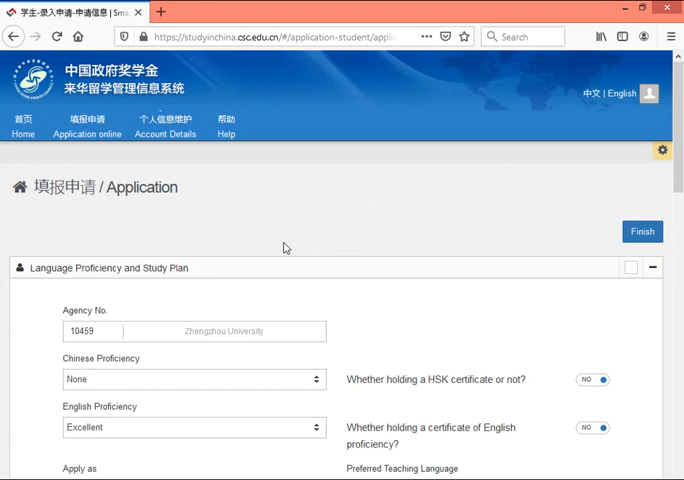 学生-录入申请-申请信息 | Sma
https://studyinchina.csc.edu.cn/#/application-student/appli
Search
中国政府奖学金
来华留学管理信息系统
中文 | English
首页 填报申请 个人信息维护 帮助
Home Application online Account Details Help
填报申请 / Application
Finish
Language Proficiency and Study Plan
Agency No.
10459 Zhengzhou University
Chinese Proficiency
None Whether holding a HSK certificate or not? NO
English Proficiency
Excellent Whether holding a certificate of English NO
proficiency?
Apply as Preferred Teaching Language